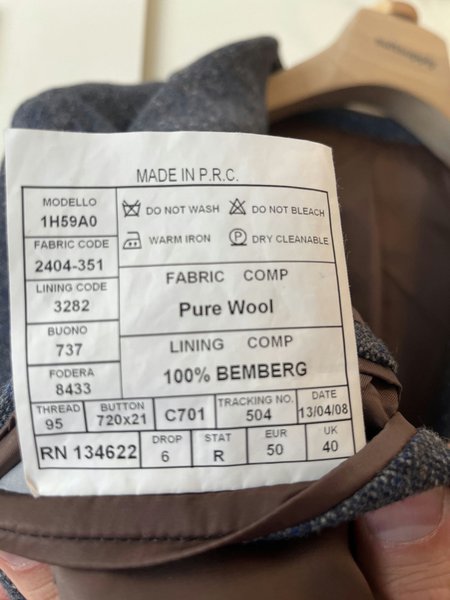 MADE IN P.R.C.
MODELLO
1H59A0
DO NOT WASH DO NOT BLEACH
WARM IRON P DRY CLEANABLE
FABRIC CODE
2404-351
FABRIC COMP
Pure Wool
LINING CODE
3282
BUONO
737
LINING COMP
100% BEMBERG
FODERA
8433
THREAD
95
BUTTON
720x21
C701
TRACKING NO.
504
DATE
13/04/08
RN 134622
DROP
6
STAT
R
EUR
50
UK
40